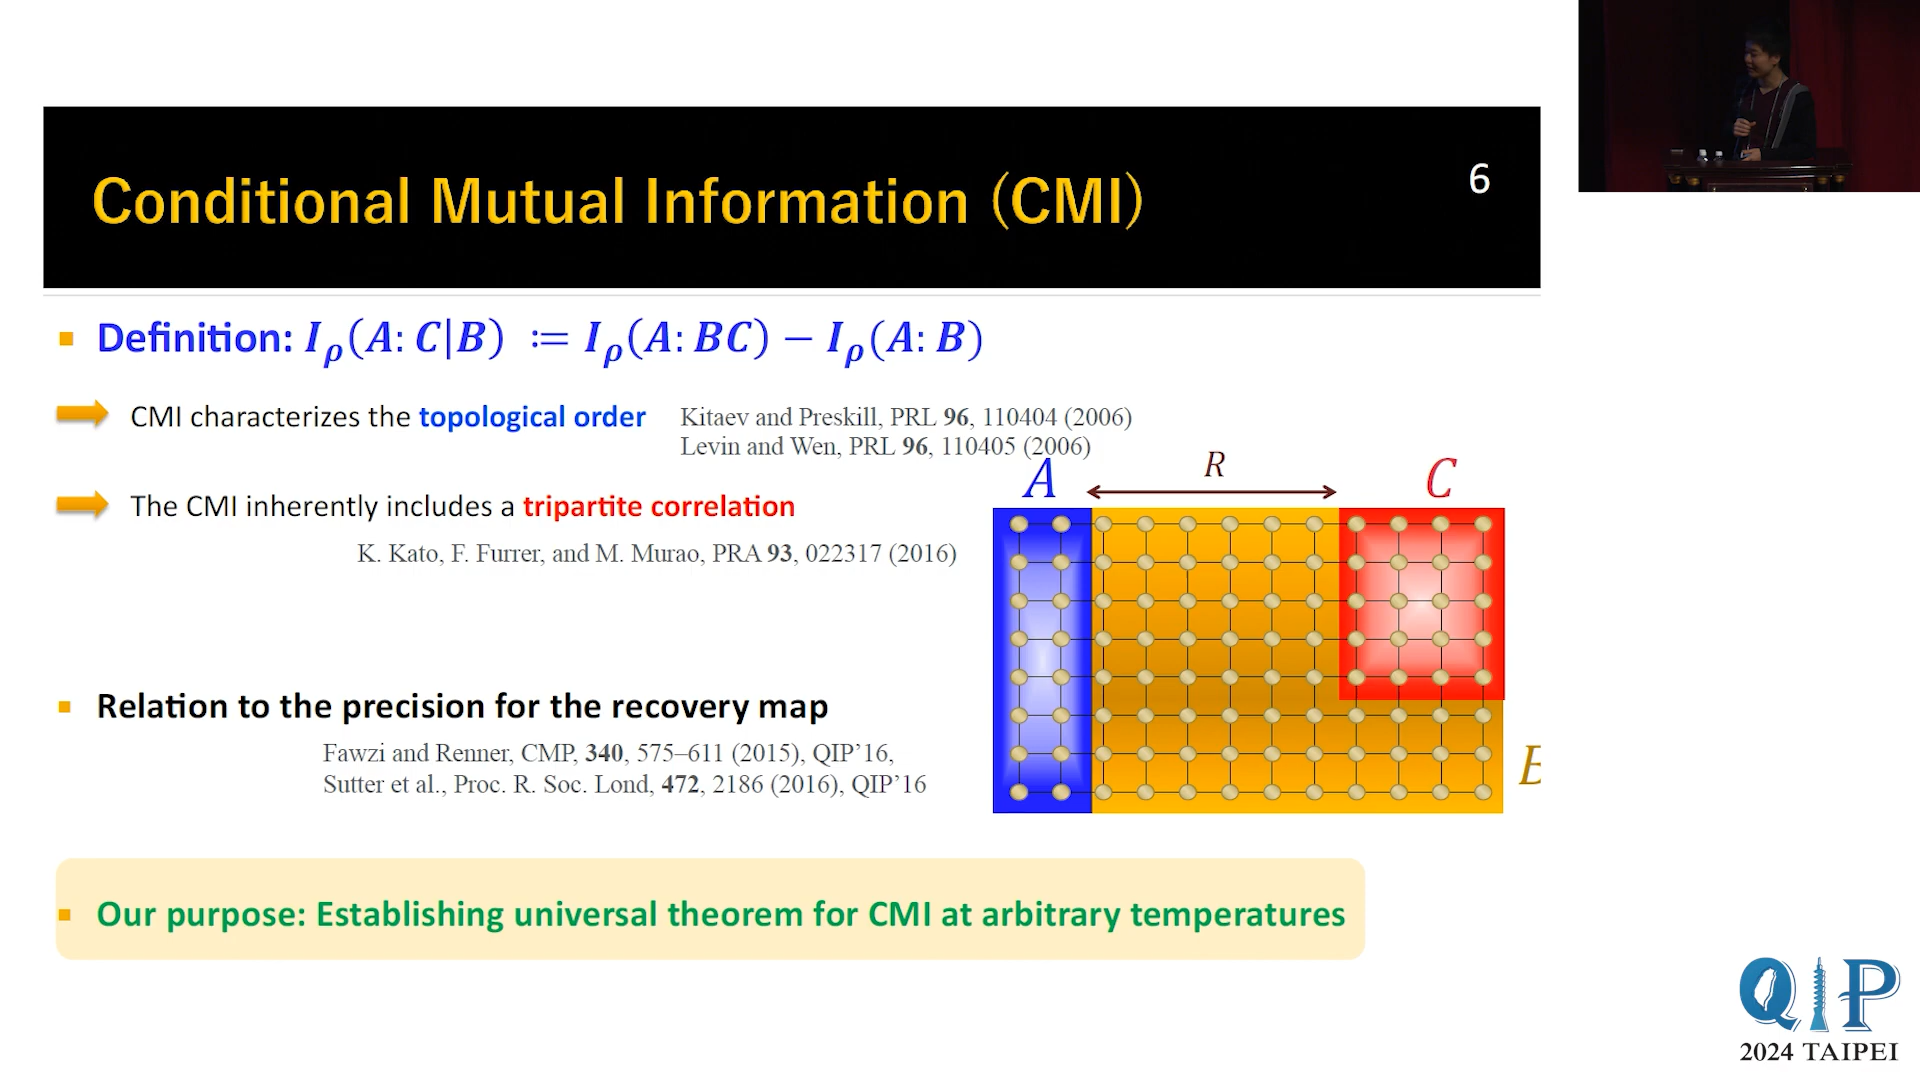 Conditional Mutual Information (CMI)
6
Definition: I_ρ(A: C|B) ≔ I_ρ(A: BC) − I_ρ(A: B)
CMI characterizes the topological order
Kitaev and Preskill, PRL 96, 110404 (2006)
Levin and Wen, PRL 96, 110405 (2006)
The CMI inherently includes a tripartite correlation
K. Kato, F. Furrer, and M. Murao, PRA 93, 022317 (2016)
A
R
C
Relation to the precision for the recovery map
Fawzi and Renner, CMP, 340, 575–611 (2015), QIP’16,
Sutter et al., Proc. R. Soc. Lond, 472, 2186 (2016), QIP’16
Our purpose: Establishing universal theorem for CMI at arbitrary temperatures
QIP
2024 TAIPEI